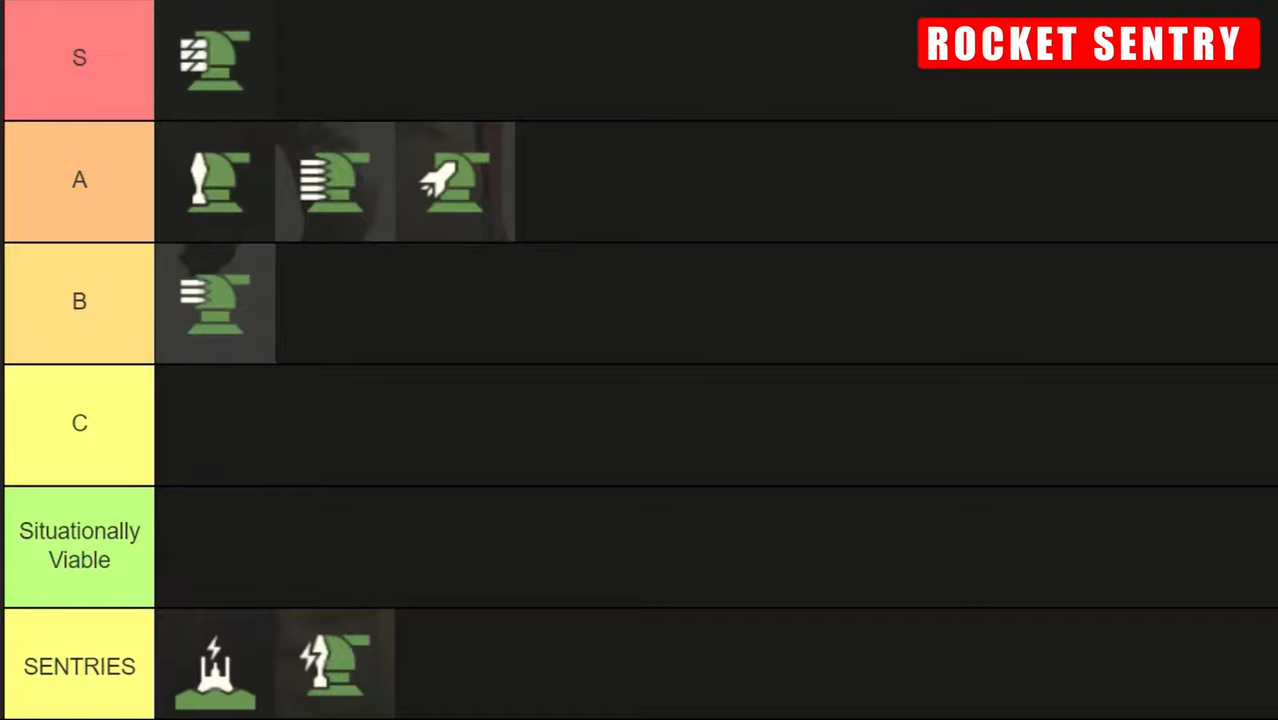 ROCKET SENTRY
S
A
B
C
Situationally
Viable
SENTRIES